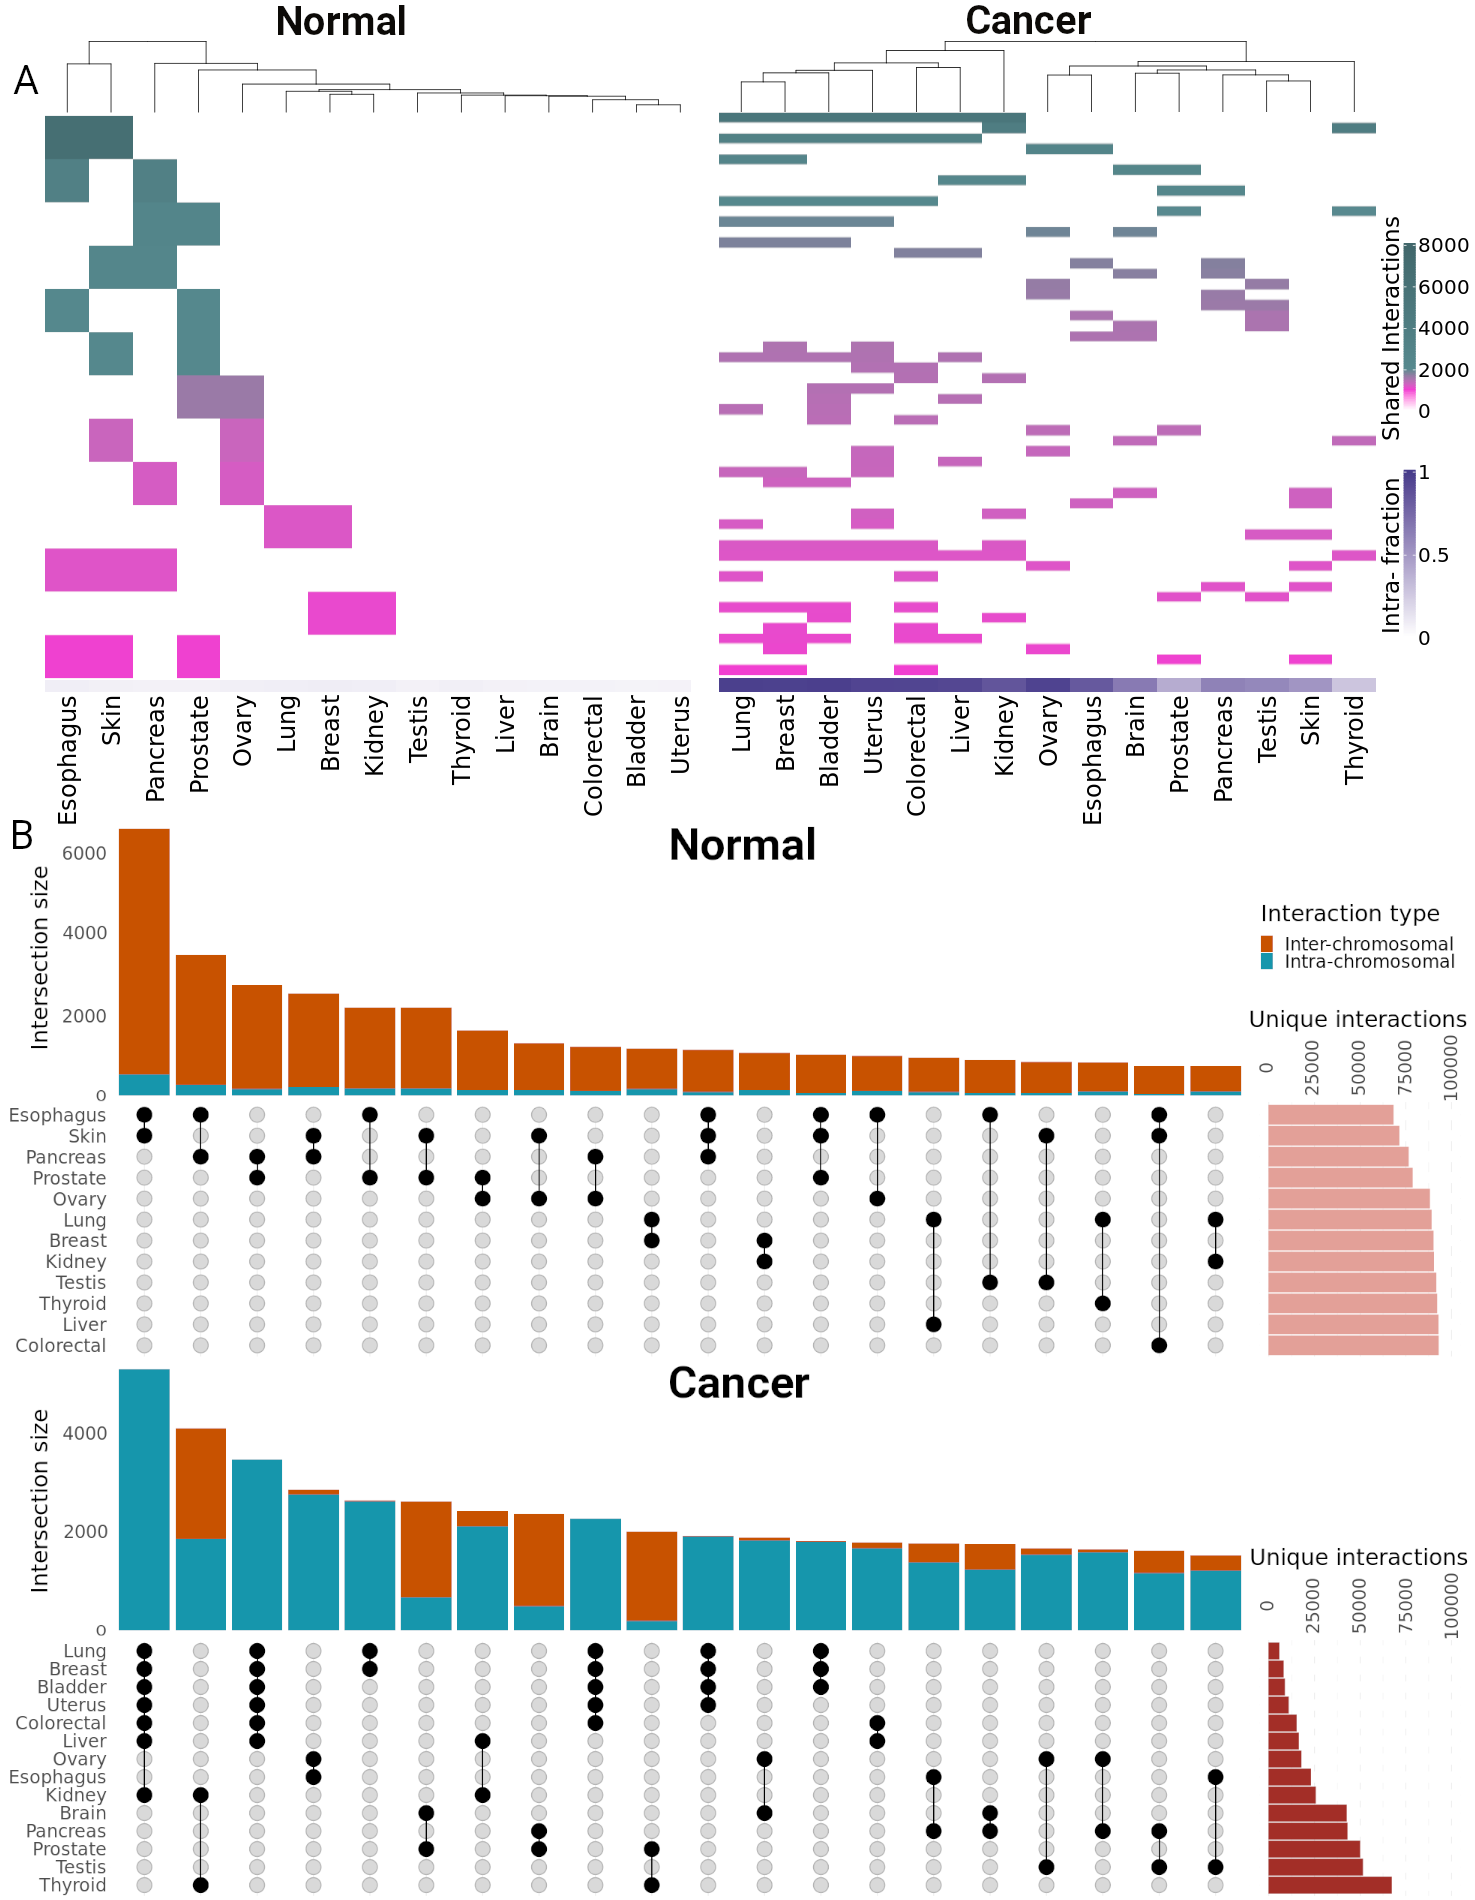 Normal
Cancer
A
Shared Interactions
8000
6000
4000
2000
0
Intra- fraction
1
0.5
0
Esophagus
Skin
Pancreas
Prostate
Ovary
Lung
Breast
Kidney
Testis
Thyroid
Liver
Brain
Colorectal
Bladder
Uterus
Lung
Breast
Bladder
Uterus
Colorectal
Liver
Kidney
Ovary
Esophagus
Brain
Prostate
Pancreas
Testis
Skin
Thyroid
B
Normal
Intersection size
6000
4000
2000
0
Interaction type
Inter-chromosomal
Intra-chromosomal
Unique interactions
0
25000
50000
75000
100000
Esophagus
Skin
Pancreas
Prostate
Ovary
Lung
Breast
Kidney
Testis
Thyroid
Liver
Colorectal
Cancer
Intersection size
4000
2000
0
Unique interactions
0
25000
50000
75000
100000
Lung
Breast
Bladder
Uterus
Colorectal
Liver
Ovary
Esophagus
Kidney
Brain
Pancreas
Prostate
Testis
Thyroid